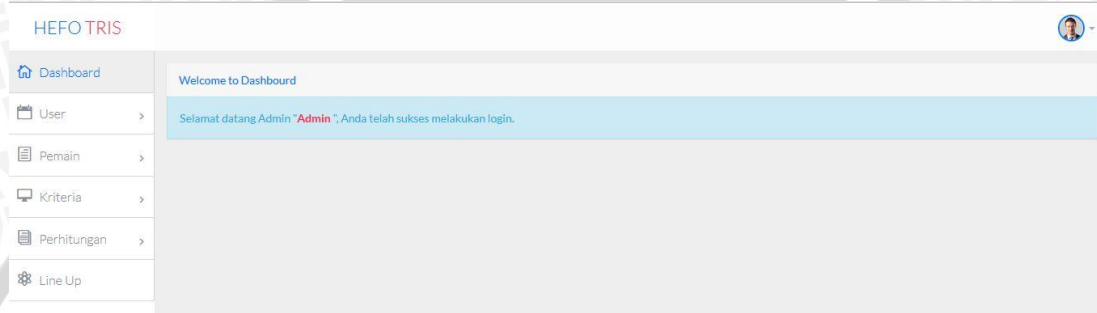 HEFO TRIS
Dashboard
User
Pemain
Kriteria
Perhitungan
Line Up
Welcome to Dashbourd
Selamat datang Admin "Admin ", Anda telah sukses melakukan login.